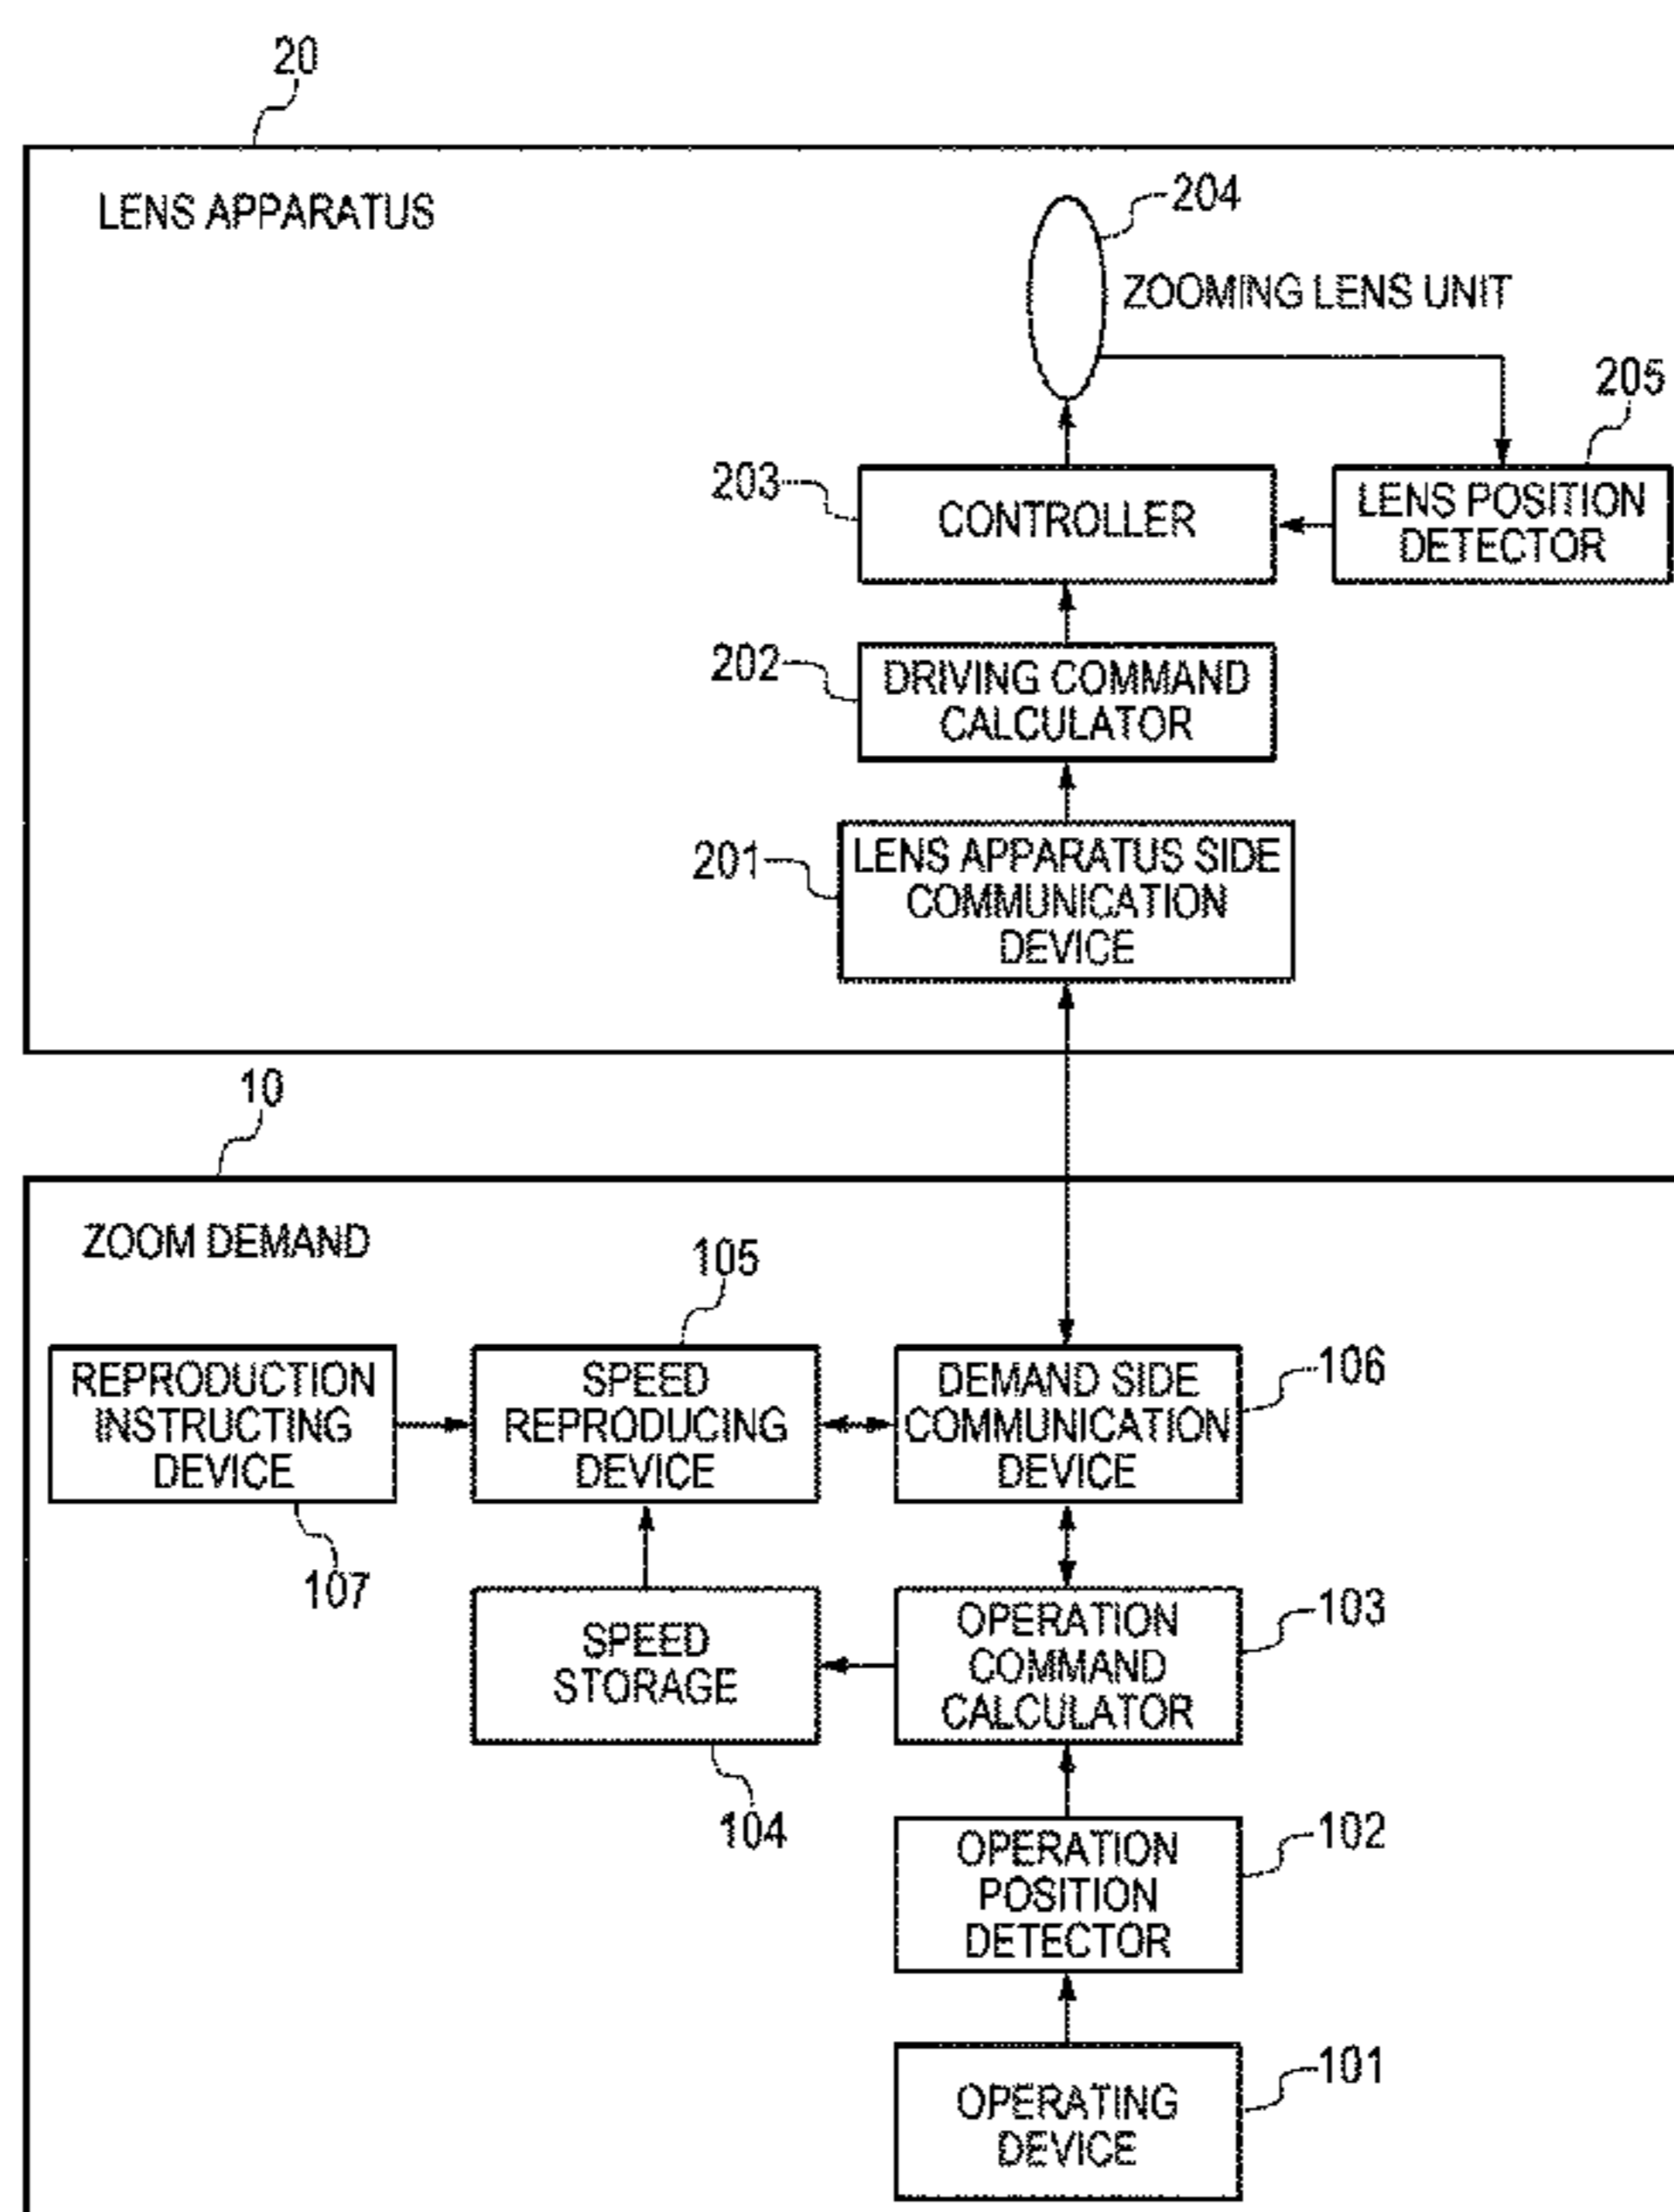 20
LENS APPARATUS
204
ZOOMING LENS UNIT
205
203
CONTROLLER
LENS POSITION
DETECTOR
202
DRIVING COMMAND
CALCULATOR
201
LENS APPARATUS SIDE
COMMUNICATION
DEVICE
10
ZOOM DEMAND
105
REPRODUCTION
INSTRUCTING
DEVICE
107
SPEED
REPRODUCING
DEVICE
DEMAND SIDE
COMMUNICATION
DEVICE
106
SPEED
STORAGE
104
OPERATION
COMMAND
CALCULATOR
103
OPERATION
POSITION
DETECTOR
102
OPERATING
DEVICE
101